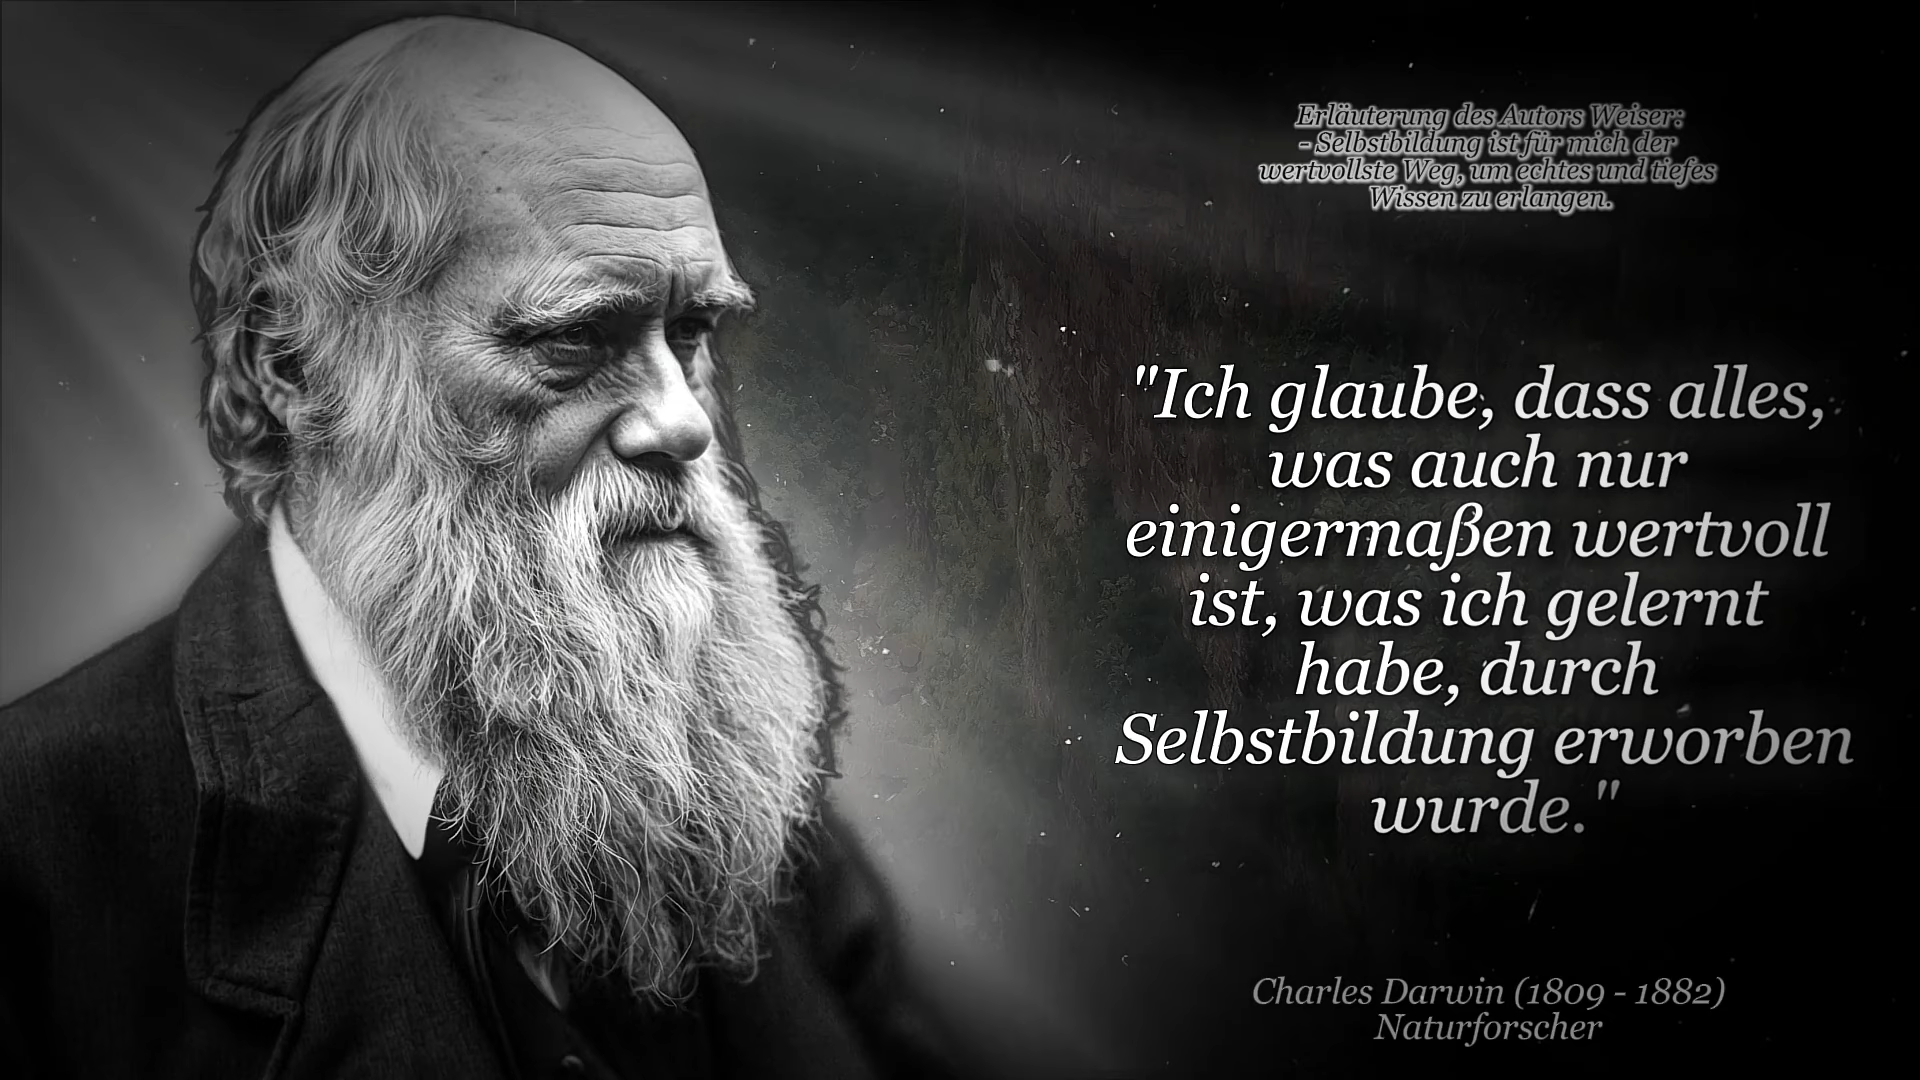 Erläuterung des Autors Weiser:
- Selbstbildung ist für mich der
wertvollste Weg, um echtes und tiefes
Wissen zu erlangen.
"Ich glaube, dass alles,
was auch nur
einigermaßen wertvoll
ist, was ich gelernt
habe, durch
Selbstbildung erworben
wurde."
Charles Darwin (1809 - 1882)
Naturforscher